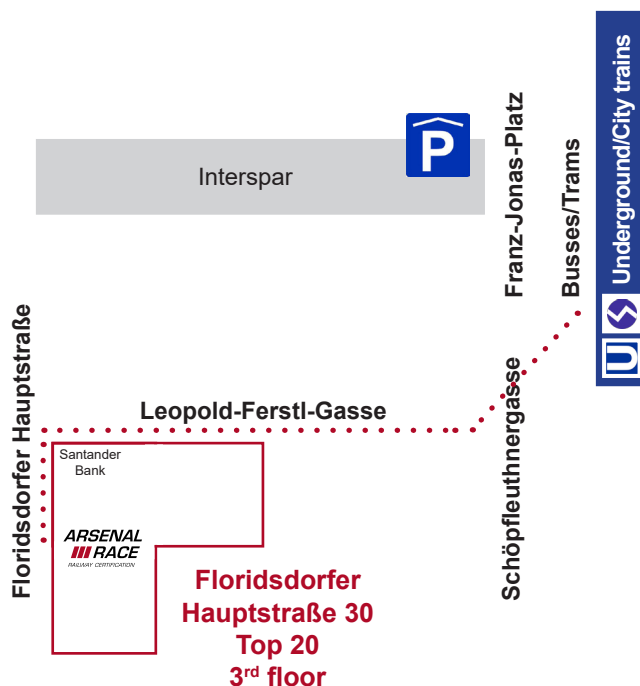 Underground/City trains
U
P
Interspar
Franz-Jonas-Platz
Busses/Trams
Floridsdorfer Hauptstraße
Leopold-Ferstl-Gasse
Schöpfleuthnergasse
Santander
Bank
ARSENAL
RACE
RAILWAY CERTIFICATION
Floridsdorfer
Hauptstraße 30
Top 20
3rd floor